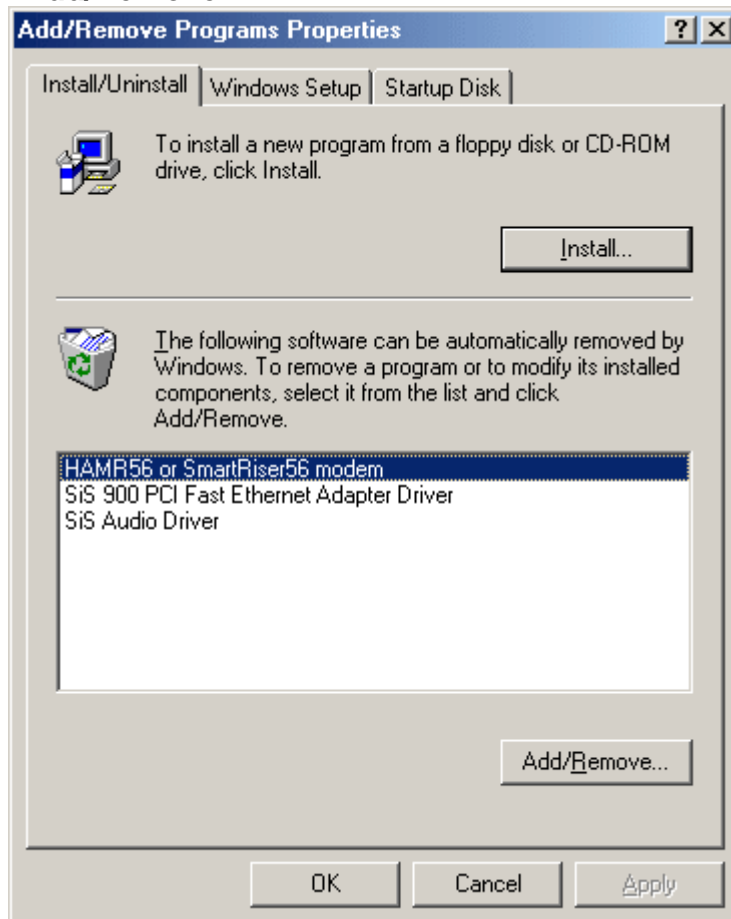 Add/Remove Programs Properties
Install/Uninstall
Windows Setup
Startup Disk
To install a new program from a floppy disk or CD-ROM
drive, click Install.
Install...
The following software can be automatically removed by
Windows. To remove a program or to modify its installed
components, select it from the list and click
Add/Remove.
HAMR56 or SmartRiser56 modem
SiS 900 PCI Fast Ethernet Adapter Driver
SiS Audio Driver
Add/Remove...
OK
Cancel
Apply